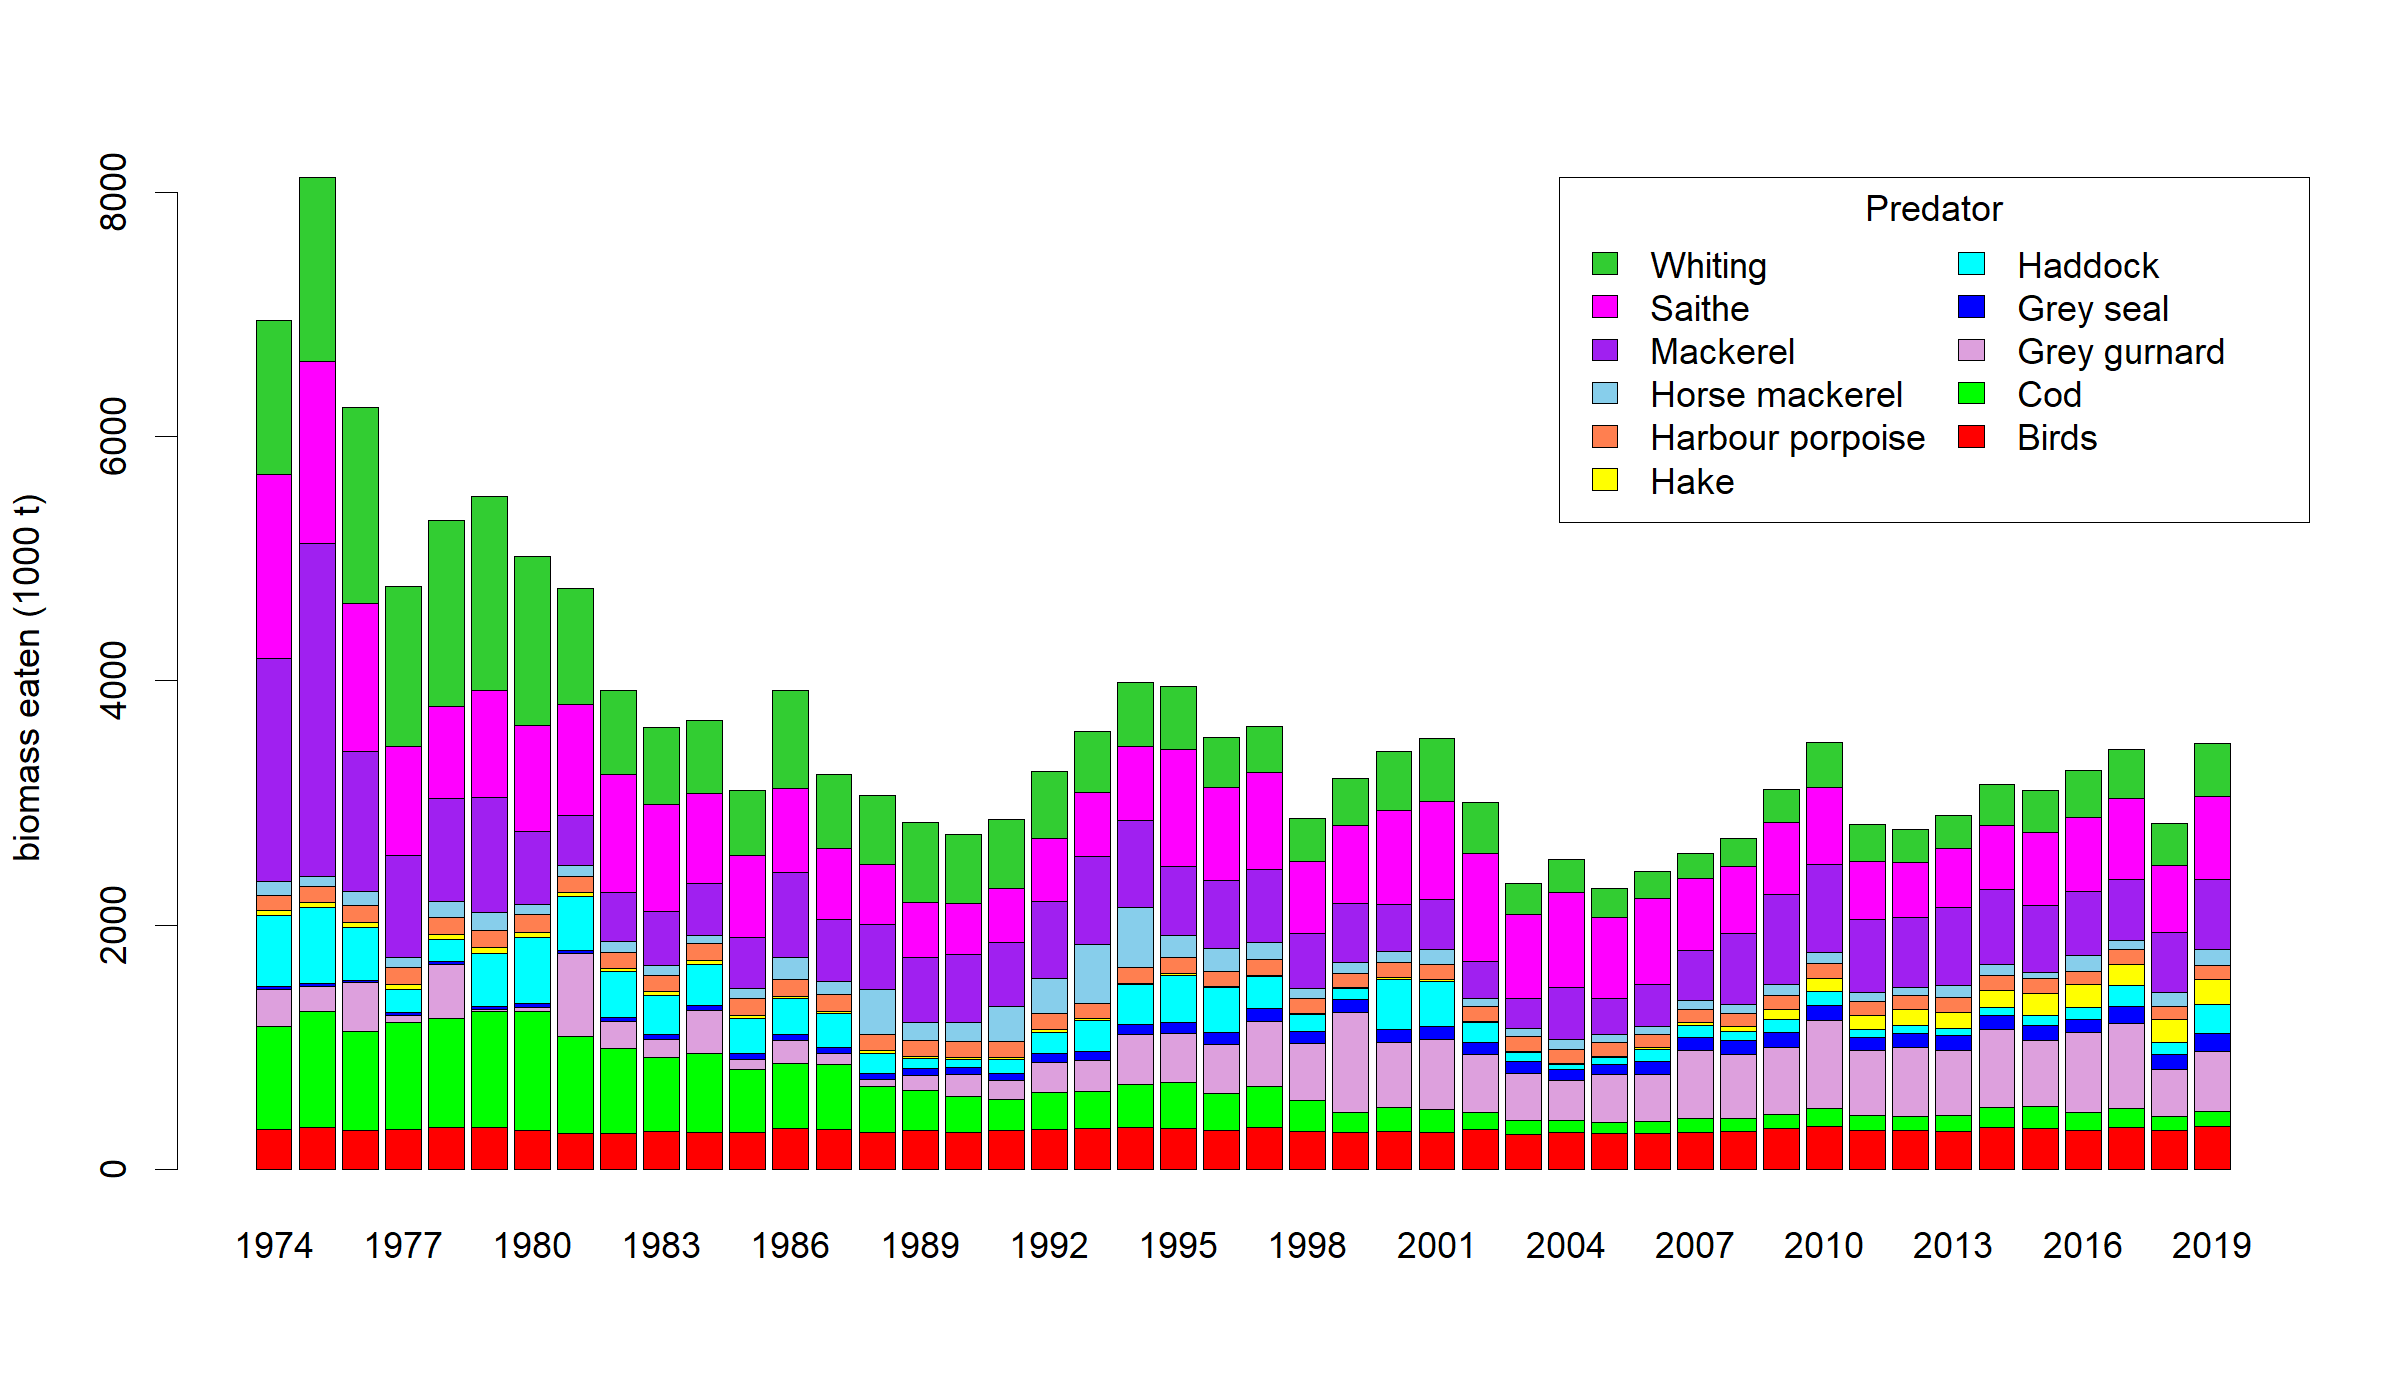 8000
6000
4000
2000
0
biomass eaten (1000 t)
Predator
Whiting
Saithe
Mackerel
Horse mackerel
Harbour porpoise
Hake
Haddock
Grey seal
Grey gurnard
Cod
Birds
1974 1977 1980 1983 1986 1989 1992 1995 1998 2001 2004 2007 2010 2013 2016 2019